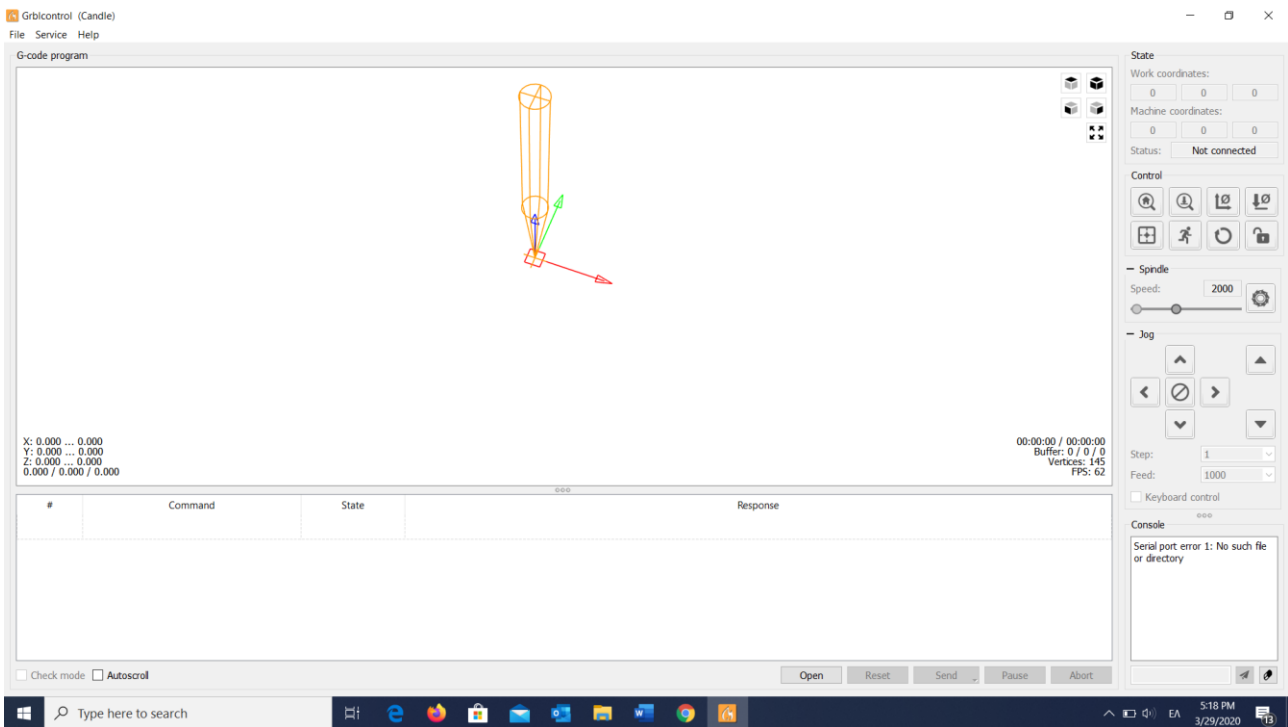 Grblcontrol (Candle)
File Service Help
G-code program
X: 0.000 ... 0.000
Y: 0.000 ... 0.000
Z: 0.000 ... 0.000
0.000 / 0.000 / 0.000
00:00:00 / 00:00:00
Buffer: 0 / 0 / 0
Vertices: 145
FPS: 62
# Command State Response
Check mode Autoscroll
Open Reset Send Pause Abort
State
Work coordinates:
0 0 0
Machine coordinates:
0 0 0
Status: Not connected
Control
Spindle
Speed: 2000
Jog
Step: 1
Feed: 1000
Keyboard control
Console
Serial port error 1: No such file
or directory
Type here to search
ΕΛ
5:18 PM
3/29/2020